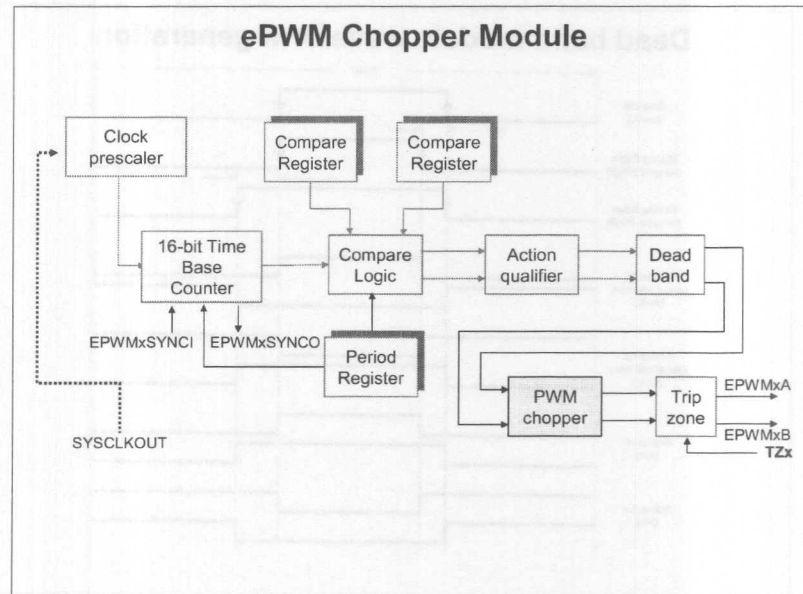 ePWM Chopper Module
Clock
prescaler
Compare
Register
Compare
Register
16-bit Time
Base
Counter
Compare
Logic
Action
qualifier
Dead
band
EPWMxSYNCI
EPWMxSYNCO
Period
Register
PWM
chopper
Trip
zone
EPWMxA
EPWMxB
TZx
SYSCLKOUT